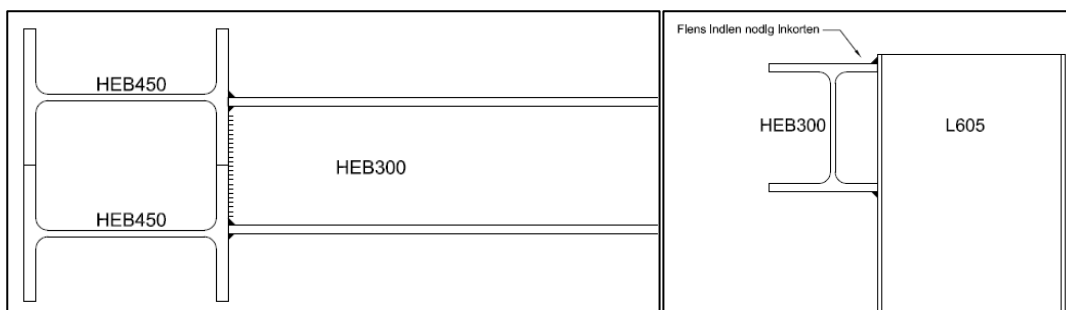 HEB450
HEB300
HEB450
Flens Indien nodig Inkorten
HEB300
L605